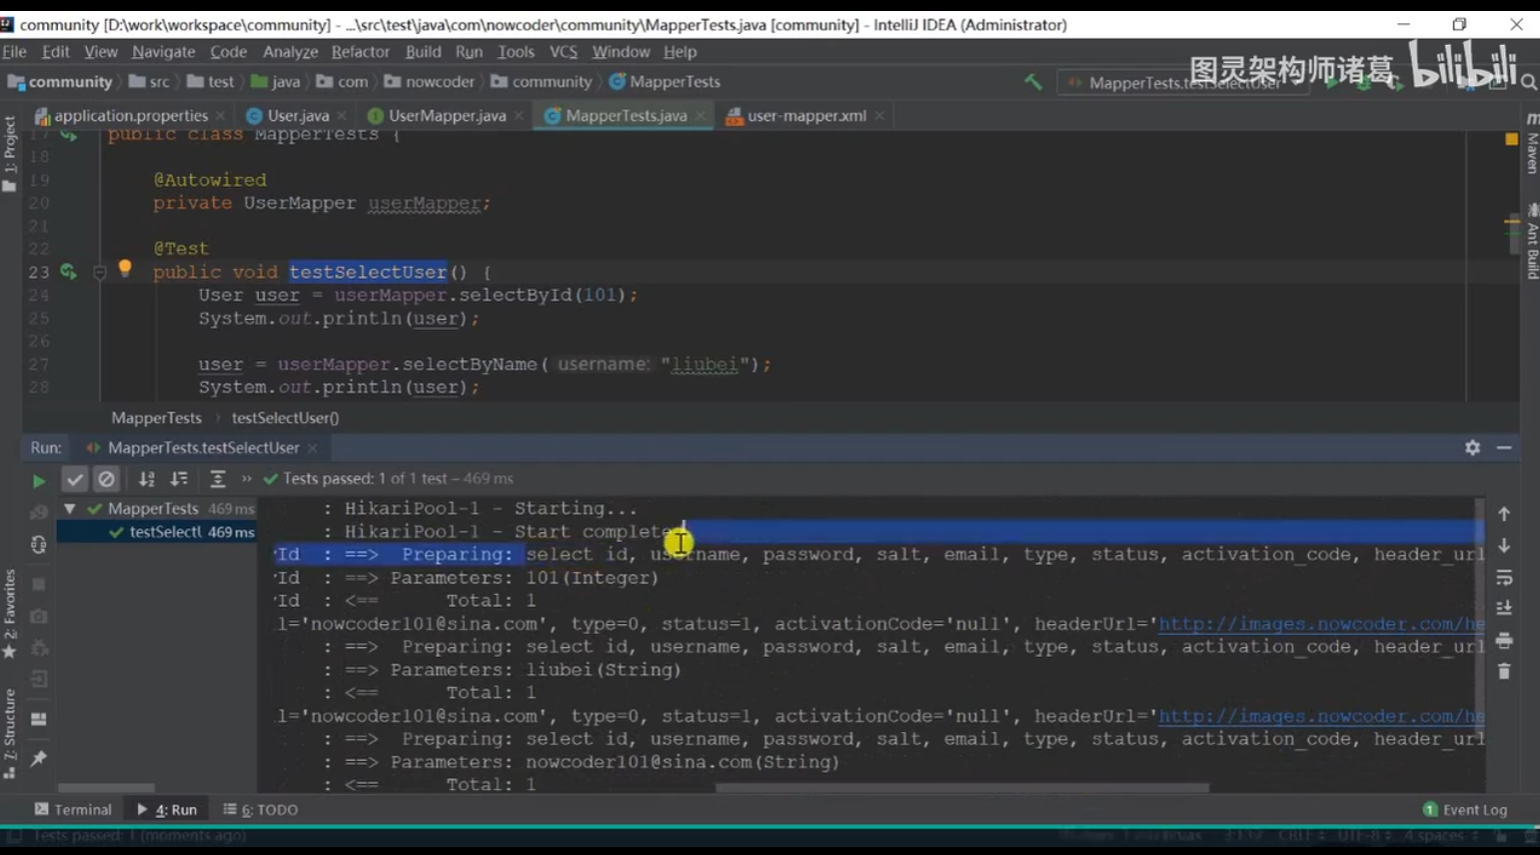 community [D:\work\workspace\community] - ...\src\test\java\com\nowcoder\community\MapperTests.java [community] - IntelliJ IDEA (Administrator)
File Edit View Navigate Code Analyze Refactor Build Run Tools VCS Window Help
community src test java com nowcoder community MapperTests MapperTests.testSelectUser
图灵架构师诸葛 bilibili
application.properties User.java UserMapper.java MapperTests.java user-mapper.xml
1: Project
Maven
Ant Build
17 public class MapperTests {
18
19 @Autowired
20 private UserMapper userMapper;
21
22 @Test
23 public void testSelectUser() {
24 User user = userMapper.selectById(101);
25 System.out.println(user);
26
27 user = userMapper.selectByName( username: "liubei");
28 System.out.println(user);
MapperTests testSelectUser()
Run: MapperTests.testSelectUser
Tests passed: 1 of 1 test – 469 ms
MapperTests 469 ms
testSelectU 469 ms
: HikariPool-1 - Starting...
: HikariPool-1 - Start complete
Id : ==> Preparing: select id, username, password, salt, email, type, status, activation_code, header_url
Id : ==> Parameters: 101(Integer)
Id : <== Total: 1
l='nowcoder101@sina.com', type=0, status=1, activationCode='null', headerUrl='http://images.nowcoder.com/he
: ==> Preparing: select id, username, password, salt, email, type, status, activation_code, header_url
: ==> Parameters: liubei(String)
: <== Total: 1
l='nowcoder101@sina.com', type=0, status=1, activationCode='null', headerUrl='http://images.nowcoder.com/he
: ==> Preparing: select id, username, password, salt, email, type, status, activation_code, header_url
: ==> Parameters: nowcoder101@sina.com(String)
: <== Total: 1
2: Favorites
7: Structure
Terminal 4: Run 6: TODO 1 Event Log
Tests passed: 1 (moments ago) CRLF UTF-8 4 spaces